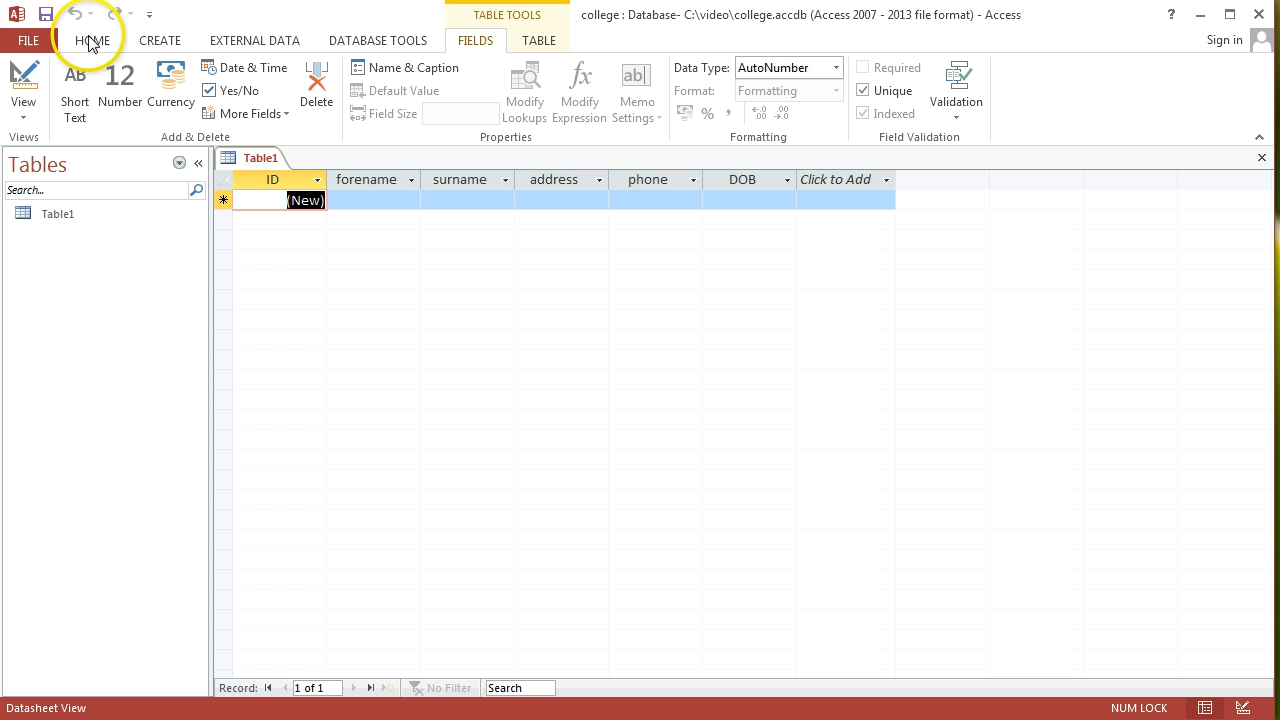 TABLE TOOLS
college : Database- C:\video\college.accdb (Access 2007 - 2013 file format) - Access
?
FILE HOME CREATE EXTERNAL DATA DATABASE TOOLS FIELDS TABLE Sign in
View
Views
AB Short Text
12 Number
Currency
Date & Time
Yes/No
More Fields
Delete
Add & Delete
Name & Caption
Default Value
Field Size
Modify Lookups
fx Modify Expression
ab Memo Settings
Properties
Data Type: AutoNumber
Format: Formatting
% , .00 .00
Formatting
Required
Unique
Indexed
Validation
Field Validation
Tables
Search...
Table1
Table1
ID forename surname address phone DOB Click to Add
(New)
Record: 1 of 1 No Filter Search
Datasheet View NUM LOCK